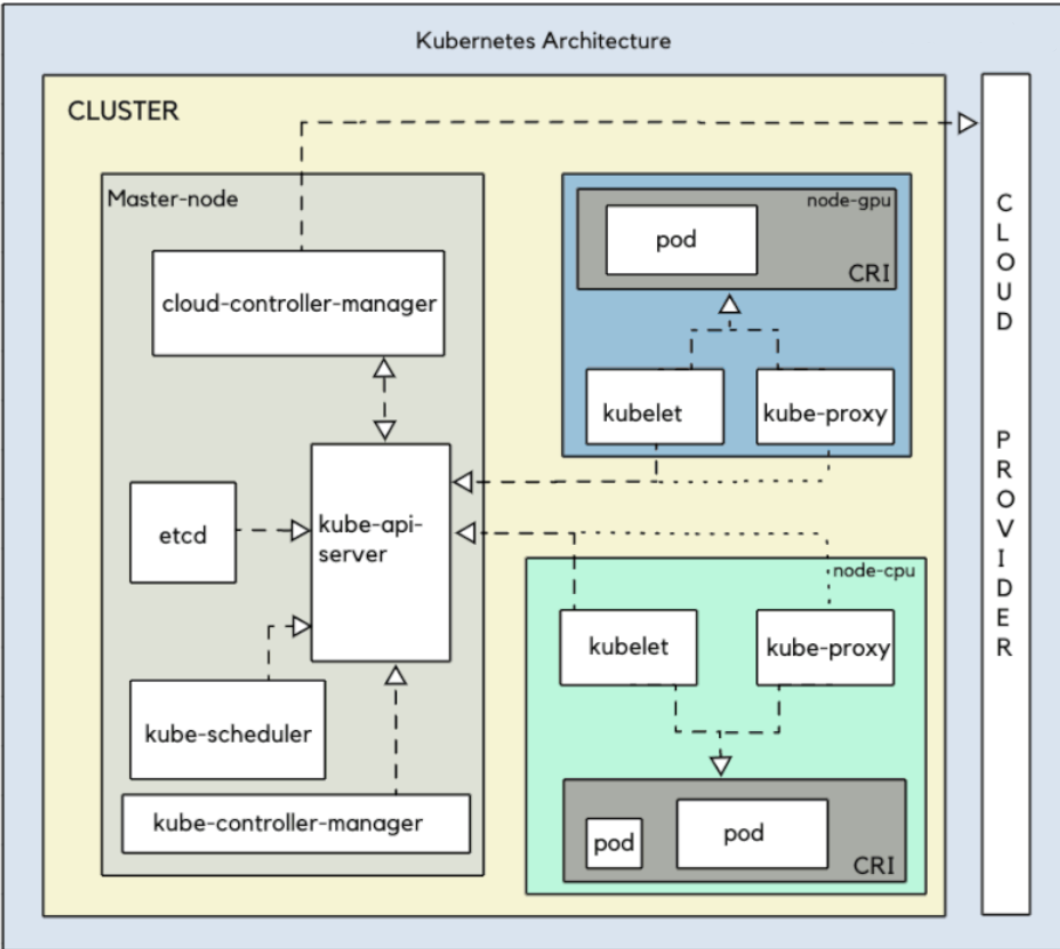 Kubernetes Architecture
CLUSTER
Master-node
cloud-controller-manager
etcd
kube-api-
server
kube-scheduler
kube-controller-manager
node-gpu
pod
CRI
kubelet
kube-proxy
node-cpu
kubelet
kube-proxy
pod
pod
CRI
CLOUD
PROVIDER